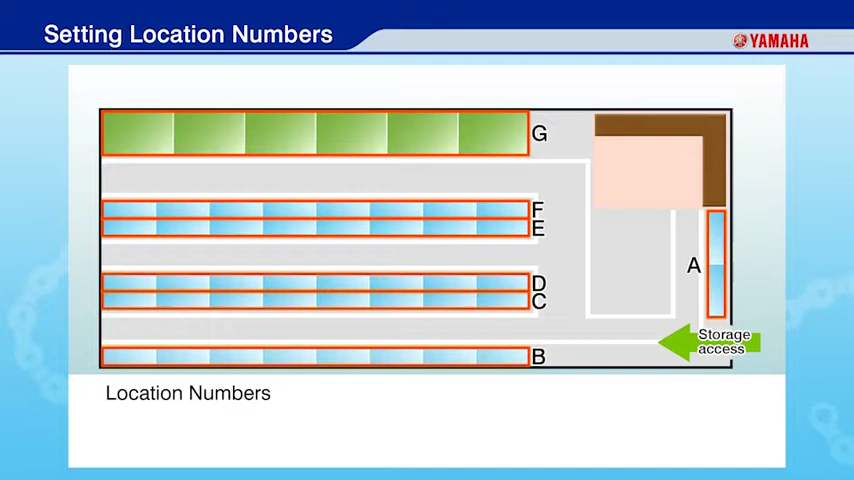 Setting Location Numbers
YAMAHA
G
F
E
A
D
C
Storage
access
B
Location Numbers